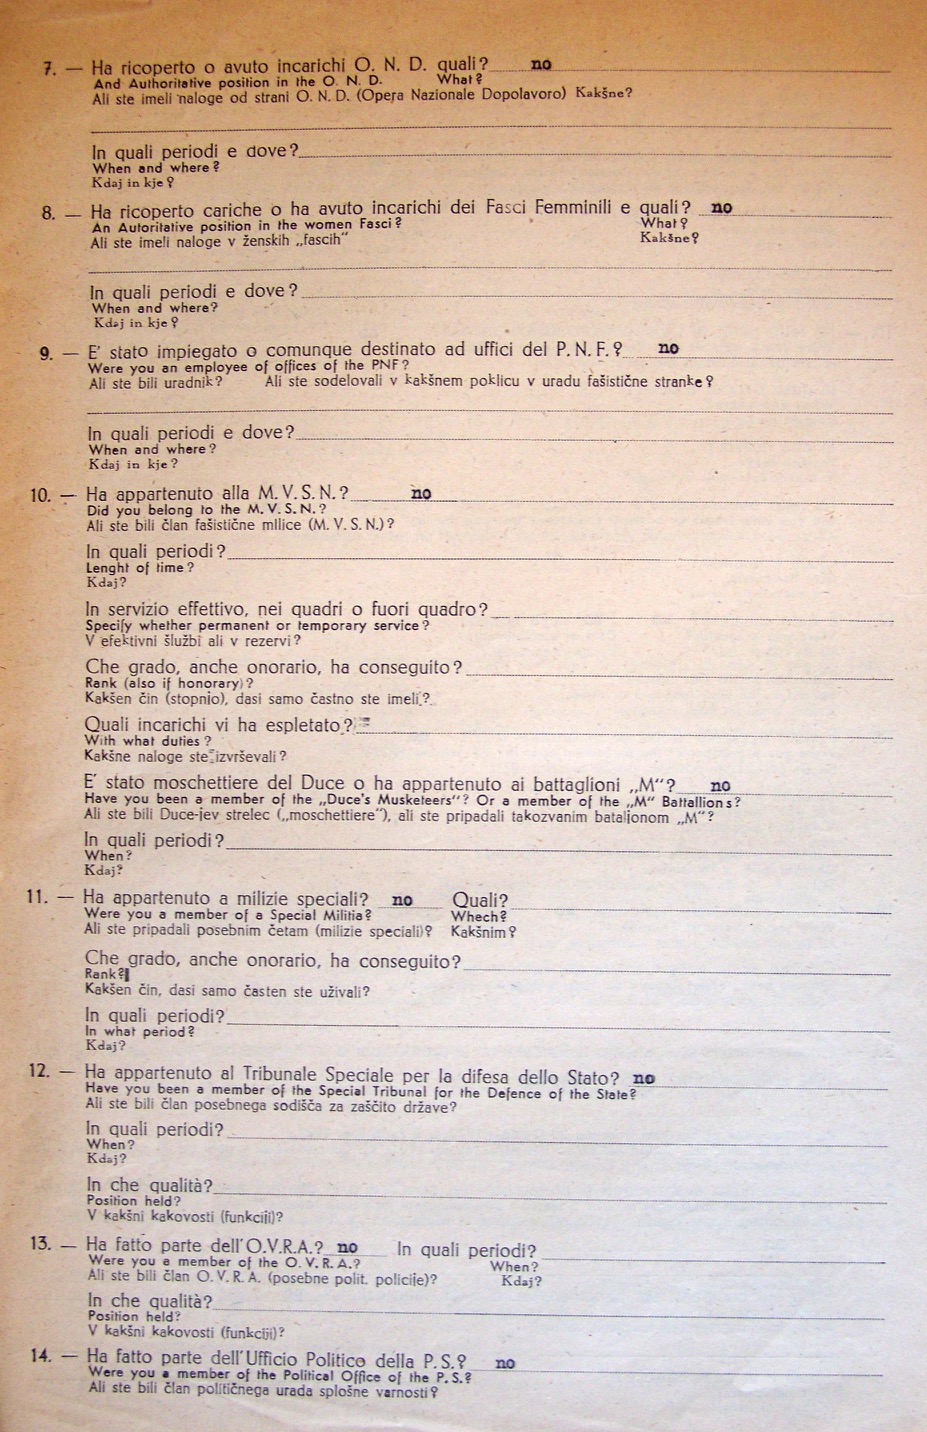 7. — Ha ricoperto o avuto incarichi O. N. D. quali? no
And Authoritative position in the O. N. D. What?
Ali ste imeli naloge od strani O. N. D. (Opera Nazionale Dopolavoro) Kakšne?
In quali periodi e dove?
When and where?
Kdaj in kje?
8. — Ha ricoperto cariche o ha avuto incarichi dei Fasci Femminili e quali? no
An Autoritative position in the women Fasci? What?
Ali ste imeli naloge v ženskih „fascih“ Kakšne?
In quali periodi e dove?
When and where?
Kdaj in kje?
9. — E' stato impiegato o comunque destinato ad uffici del P. N. F.? no
Were you an employee of offices of the PNF?
Ali ste bili uradnik? Ali ste sodelovali v kakšnem poklicu v uradu fašistične stranke?
In quali periodi e dove?
When and where?
Kdaj in kje?
10. — Ha appartenuto alla M. V. S. N.? no
Did you belong to the M. V. S. N.?
Ali ste bili član fašistične milice (M. V. S. N.)?
In quali periodi?
Lenght of time?
Kdaj?
In servizio effettivo, nei quadri o fuori quadro?
Specify whether permanent or temporary service?
V efektivni službi ali v rezervi?
Che grado, anche onorario, ha conseguito?
Rank (also if honorary)?
Kakšen čin (stopnio), dasi samo častno ste imeli?
Quali incarichi vi ha espletato?
With what duties?
Kakšne naloge ste izvrševali?
E' stato moschettiere del Duce o ha appartenuto ai battaglioni „M“? no
Have you been a member of the „Duce's Musketeers“? Or a member of the „M“ Battallions?
Ali ste bili Duce-jev strelec („moschettiere“), ali ste pripadali takozvanim bataljonom „M“?
In quali periodi?
When?
Kdaj?
11. — Ha appartenuto a milizie speciali? no Quali?
Were you a member of a Special Militia? Whech?
Ali ste pripadali posebnim četam (milizie speciali)? Kakšnim?
Che grado, anche onorario, ha conseguito?
Rank?
Kakšen čin, dasi samo časten ste uživali?
In quali periodi?
In what period?
Kdaj?
12. — Ha appartenuto al Tribunale Speciale per la difesa dello Stato? no
Have you been a member of the Special Tribunal for the Defence of the State?
Ali ste bili član posebnega sodišča za zaščito države?
In quali periodi?
When?
Kdaj?
In che qualità?
Position held?
V kakšni kakovosti (funkciji)?
13. — Ha fatto parte dell'O.V.R.A.? no In quali periodi?
Were you a member of the O. V. R. A.? When?
Ali ste bili član O. V. R. A. (posebne polit. policije)? Kdaj?
In che qualità?
Position held?
V kakšni kakovosti (funkciji)?
14. — Ha fatto parte dell'Ufficio Politico della P. S.? no
Were you a member of the Political Office of the P. S.?
Ali ste bili član političnega urada splošne varnosti?